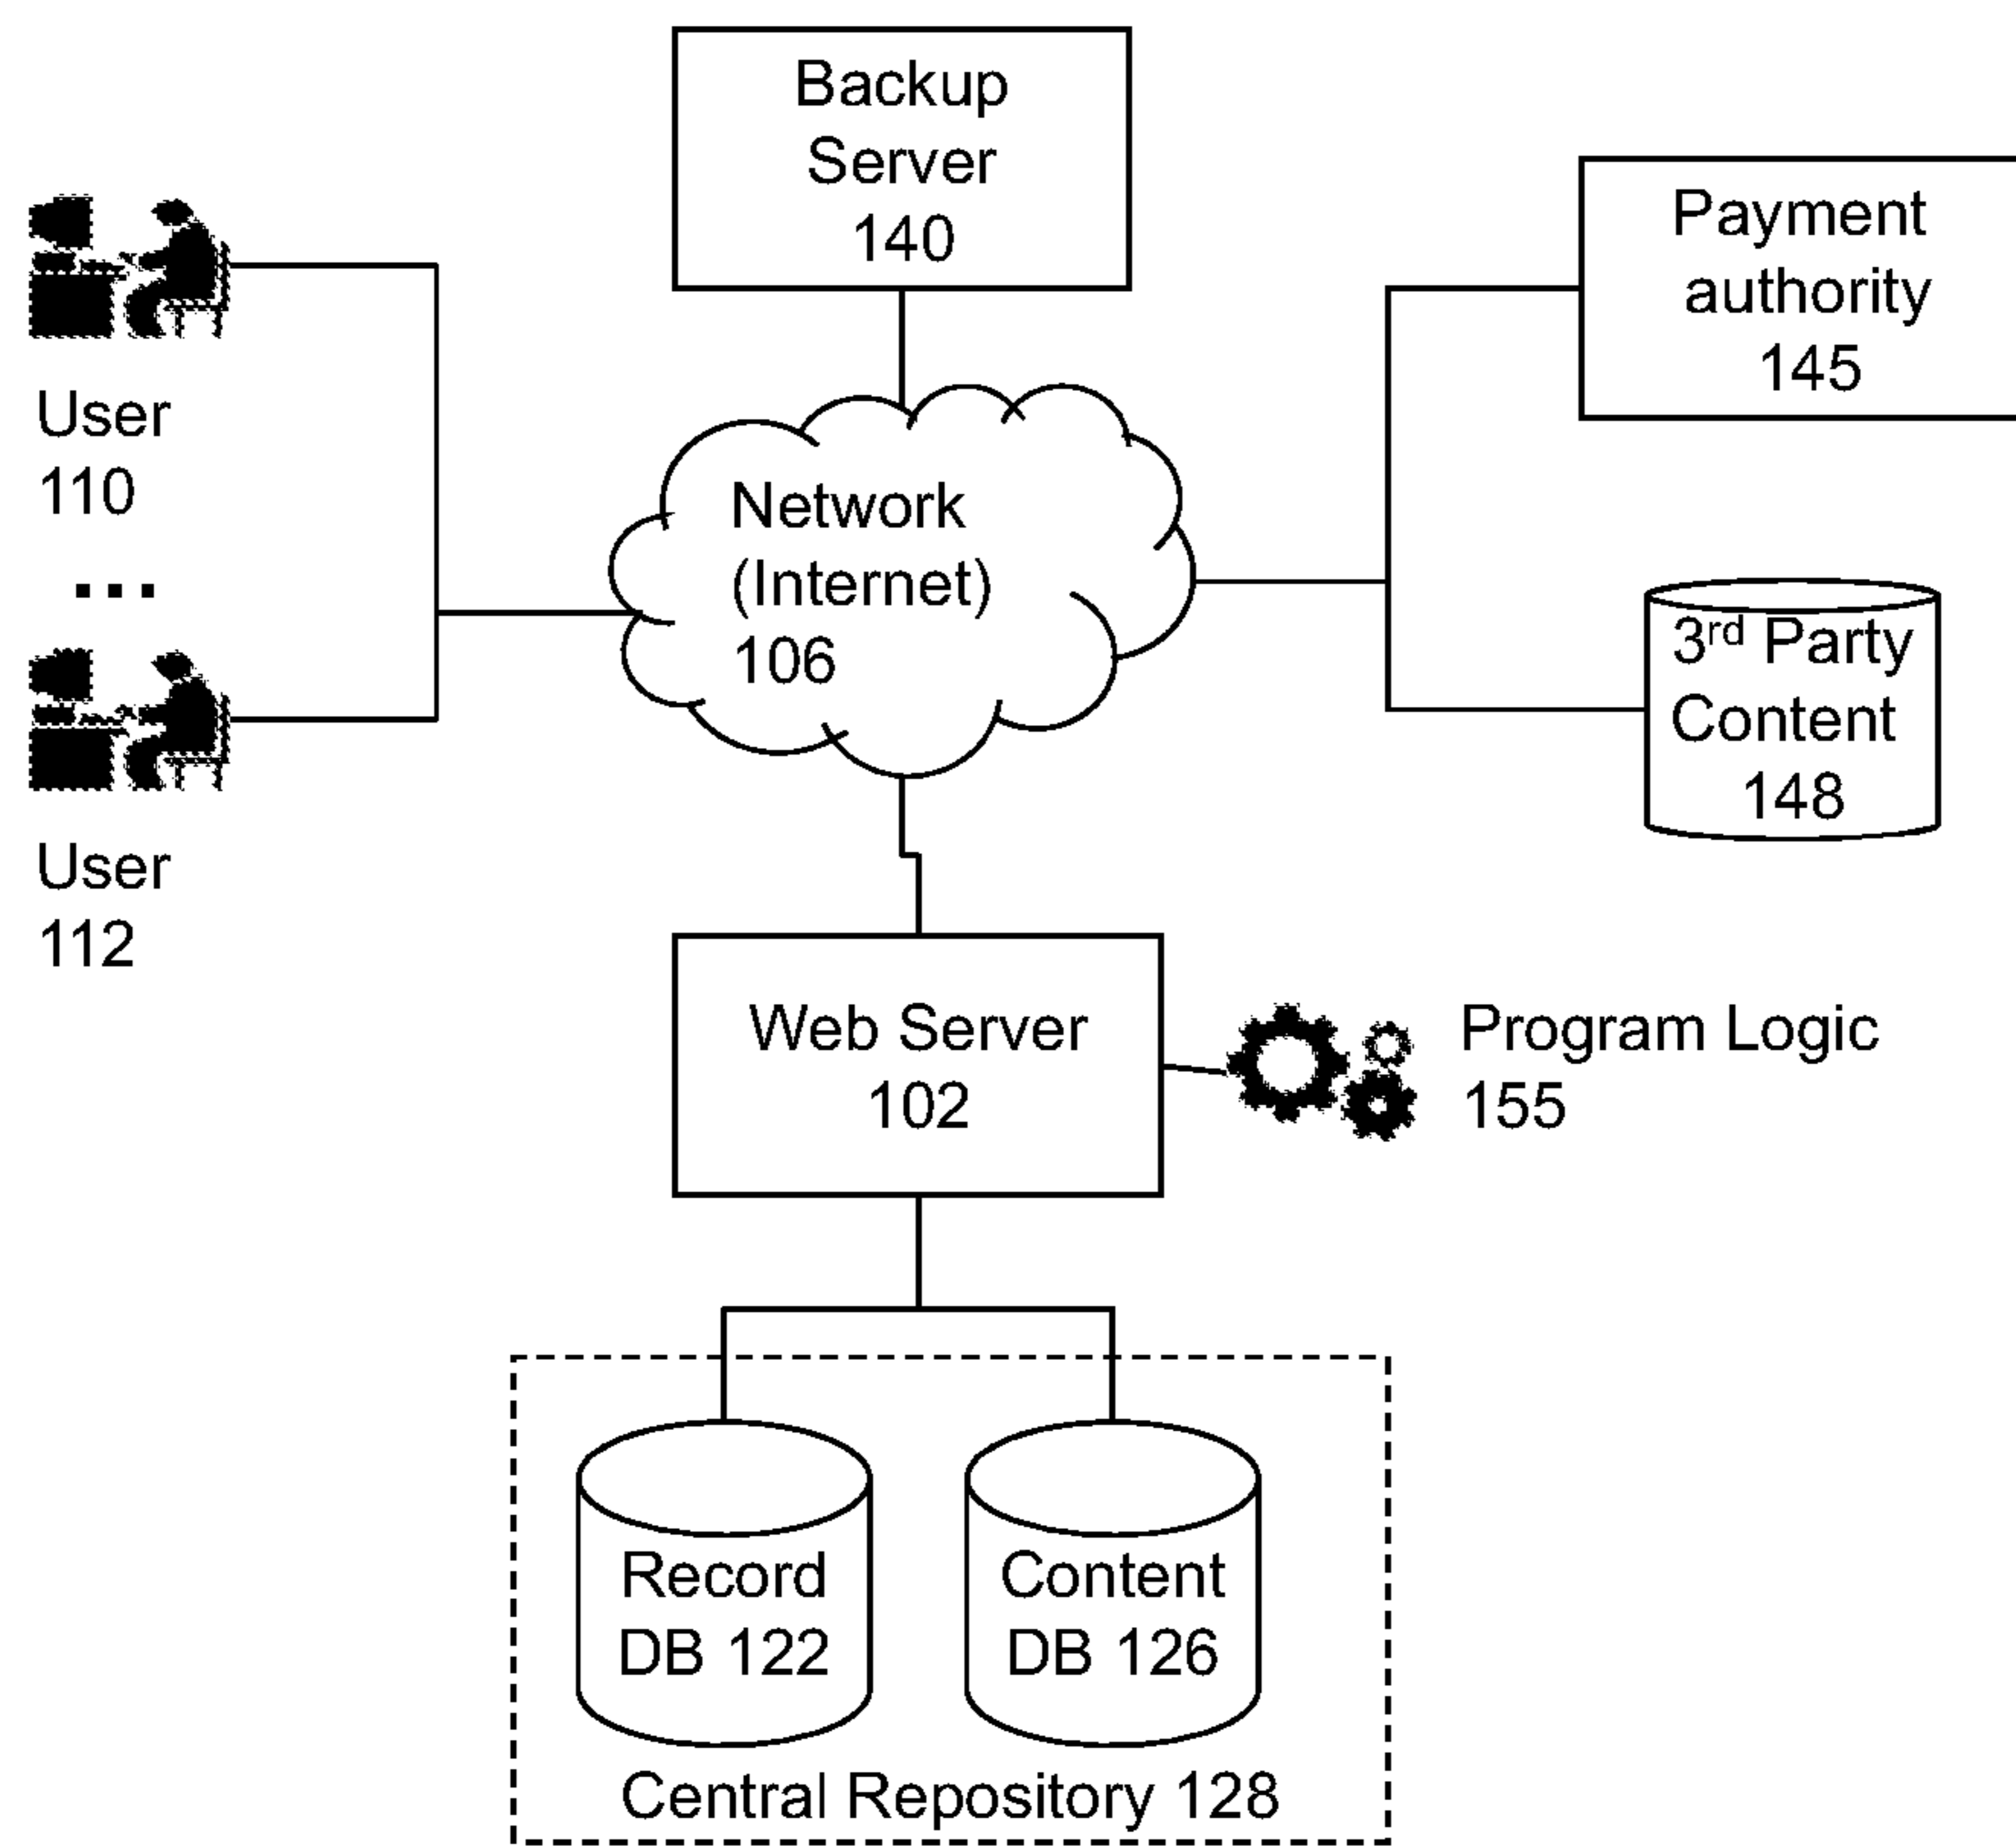 Backup
Server
140
Payment
authority
145
User
110
...
Network
(Internet)
106
3rd Party
Content
148
User
112
Web Server
102
Program Logic
155
Record
DB 122
Content
DB 126
Central Repository 128